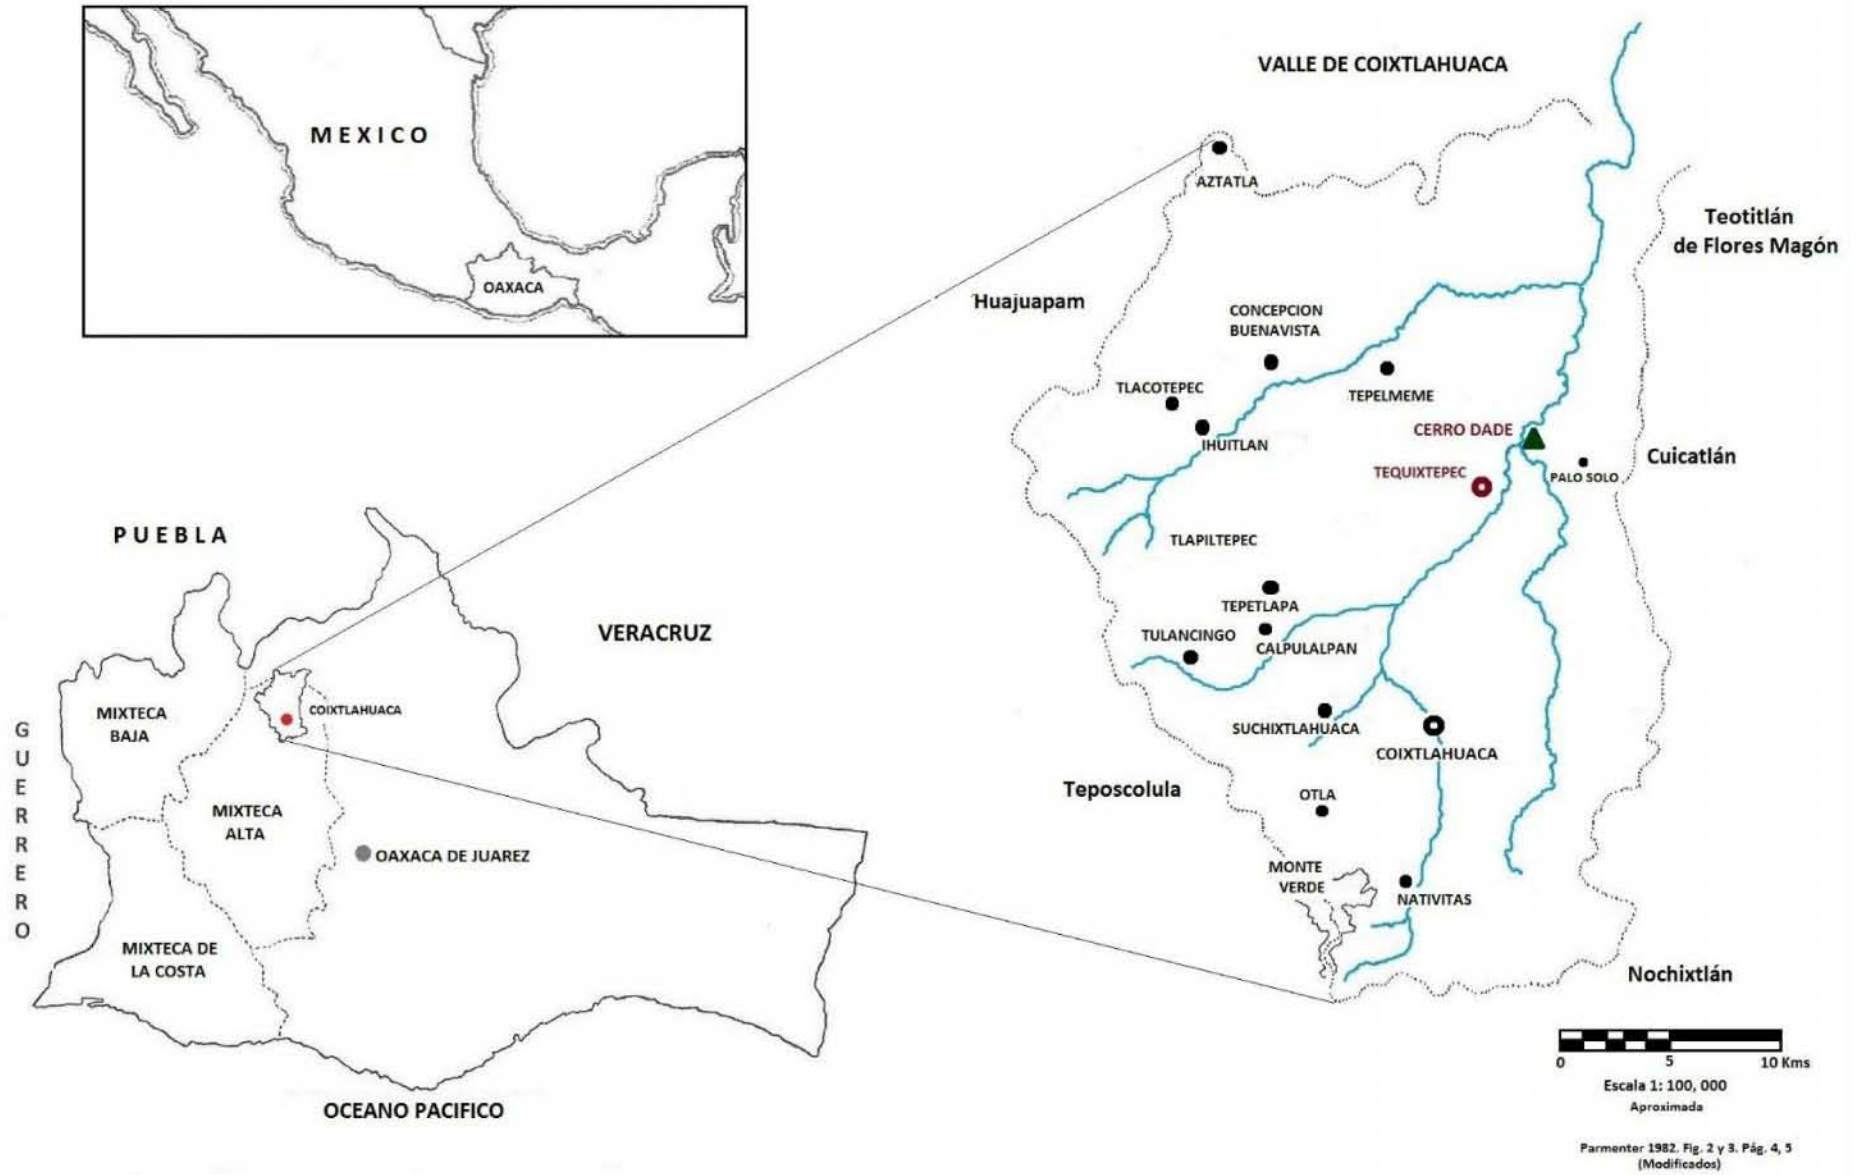 MEXICO
OAXACA
PUEBLA
VERACRUZ
GUERRERO
MIXTECA
BAJA
COIXTLAHUACA
MIXTECA
ALTA
OAXACA DE JUAREZ
MIXTECA DE
LA COSTA
OCEANO PACIFICO
VALLE DE COIXTLAHUACA
AZTATLA
Teotitlán
de Flores Magón
Huajuapam
CONCEPCION
BUENAVISTA
TLACOTEPEC
TEPELMEME
IHUITLAN
CERRO DADE
TEQUIXTEPEC
PALO SOLO
Cuicatlán
TLAPILTEPEC
TEPETLAPA
TULANCINGO
CALPULALPAN
SUCHIXTLAHUACA
COIXTLAHUACA
Teposcolula
OTLA
MONTE
VERDE
NATIVITAS
Nochixtlán
0 5 10 Kms
Escala 1: 100, 000
Aproximada
Parmenter 1982. Fig. 2 y 3. Pág. 4, 5
(Modificados)